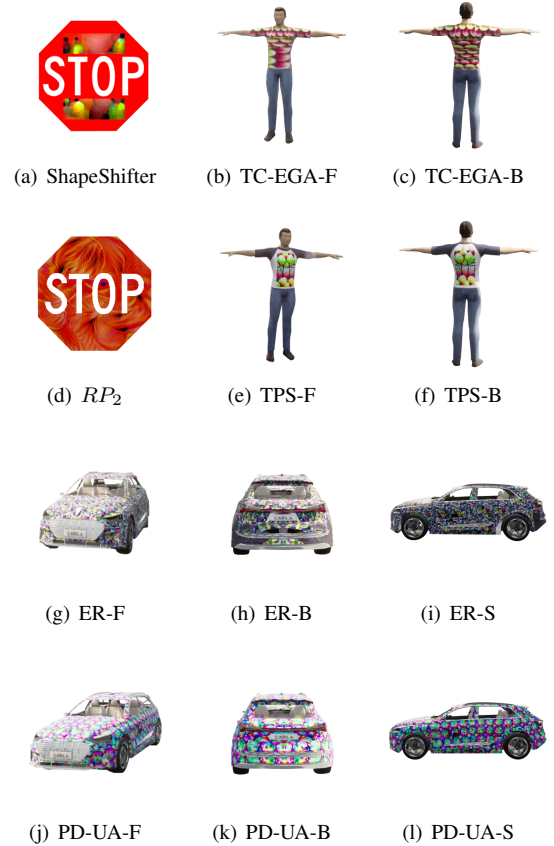 STOP
(a) ShapeShifter (b) TC-EGA-F (c) TC-EGA-B
STOP
(d) RP₂ (e) TPS-F (f) TPS-B
(g) ER-F (h) ER-B (i) ER-S
(j) PD-UA-F (k) PD-UA-B (l) PD-UA-S